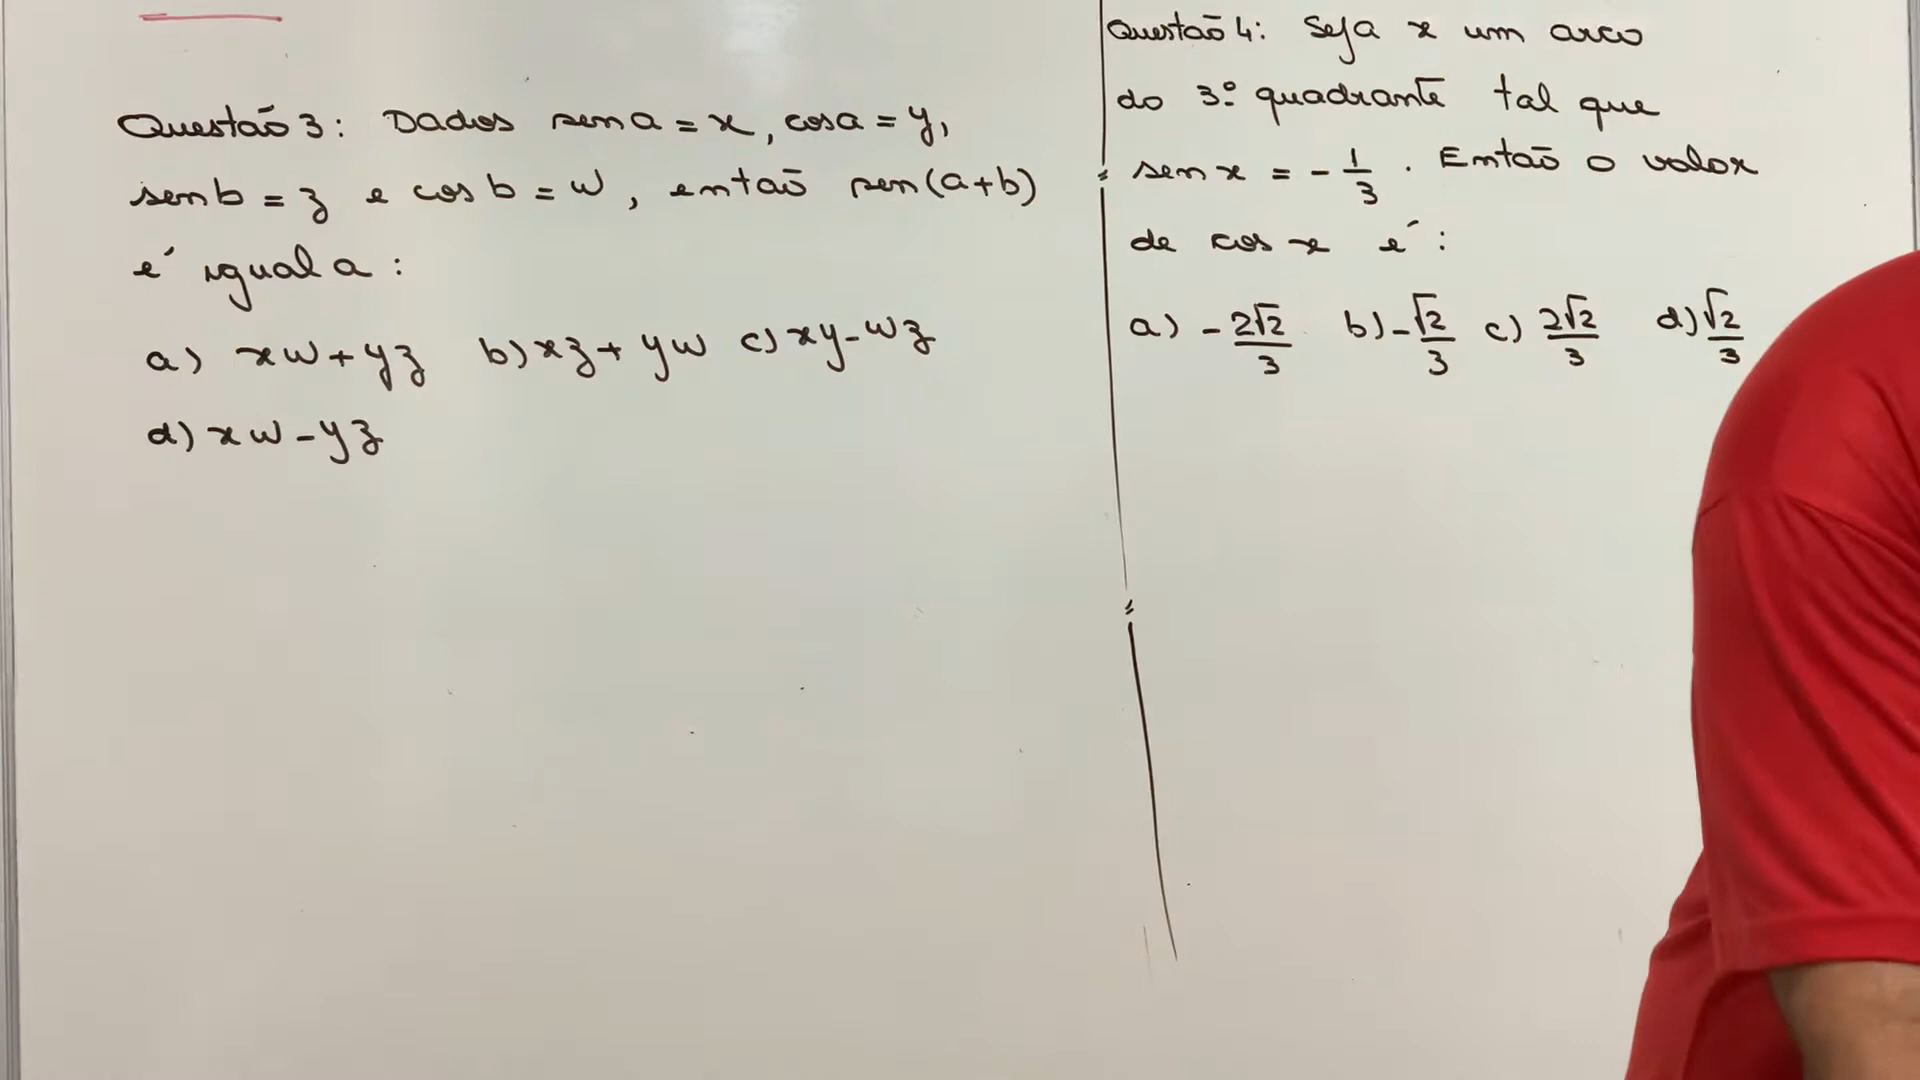 Questão 3: Dados sen a = x, cos a = y,
sen b = z e cos b = w, então sen(a+b)
é igual a:
a) xw + yz b) xz + yw c) xy - wz
d) xw - yz
Questão 4: Seja x um arco
do 3º quadrante tal que
sen x = - 1/3 . Então o valor
de cos x é:
a) - 2√2/3 b) - √2/3 c) 2√2/3 d) √2/3